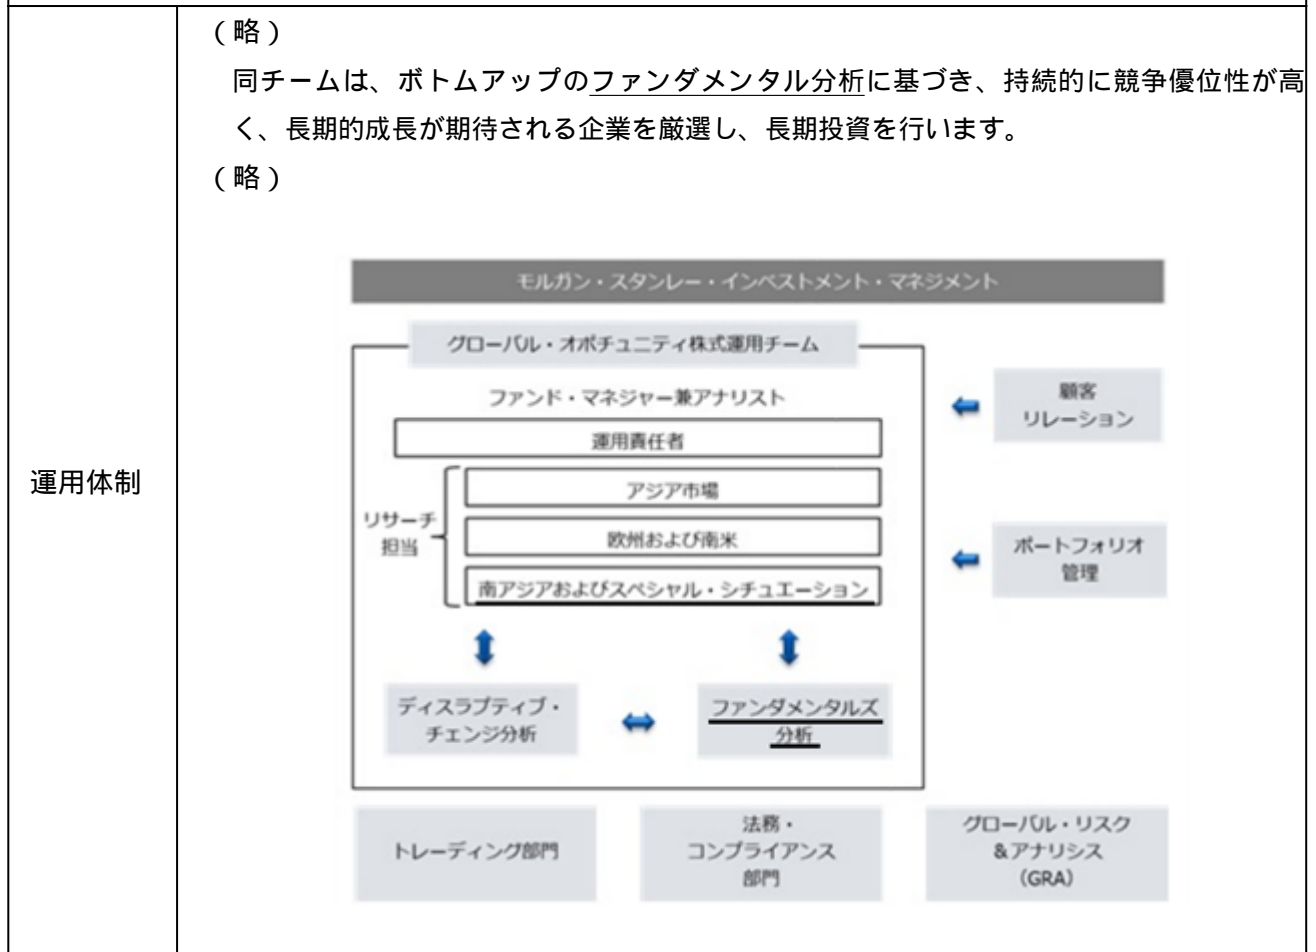 （略）
同チームは、ボトムアップのファンダメンタル分析に基づき、持続的に競争優位性が高
く、長期的成長が期待される企業を厳選し、長期投資を行います。
（略）
運用体制
モルガン・スタンレー・インベストメント・マネジメント
グローバル・オポチュニティ株式運用チーム
ファンド・マネジャー兼アナリスト
運用責任者
リサーチ
担当
アジア市場
欧州および南米
南アジアおよびスペシャル・シチュエーション
ディスラプティブ・
チェンジ分析
ファンダメンタルズ
分析
顧客
リレーション
ポートフォリオ
管理
トレーディング部門
法務・
コンプライアンス
部門
グローバル・リスク
&アナリシス
（GRA）